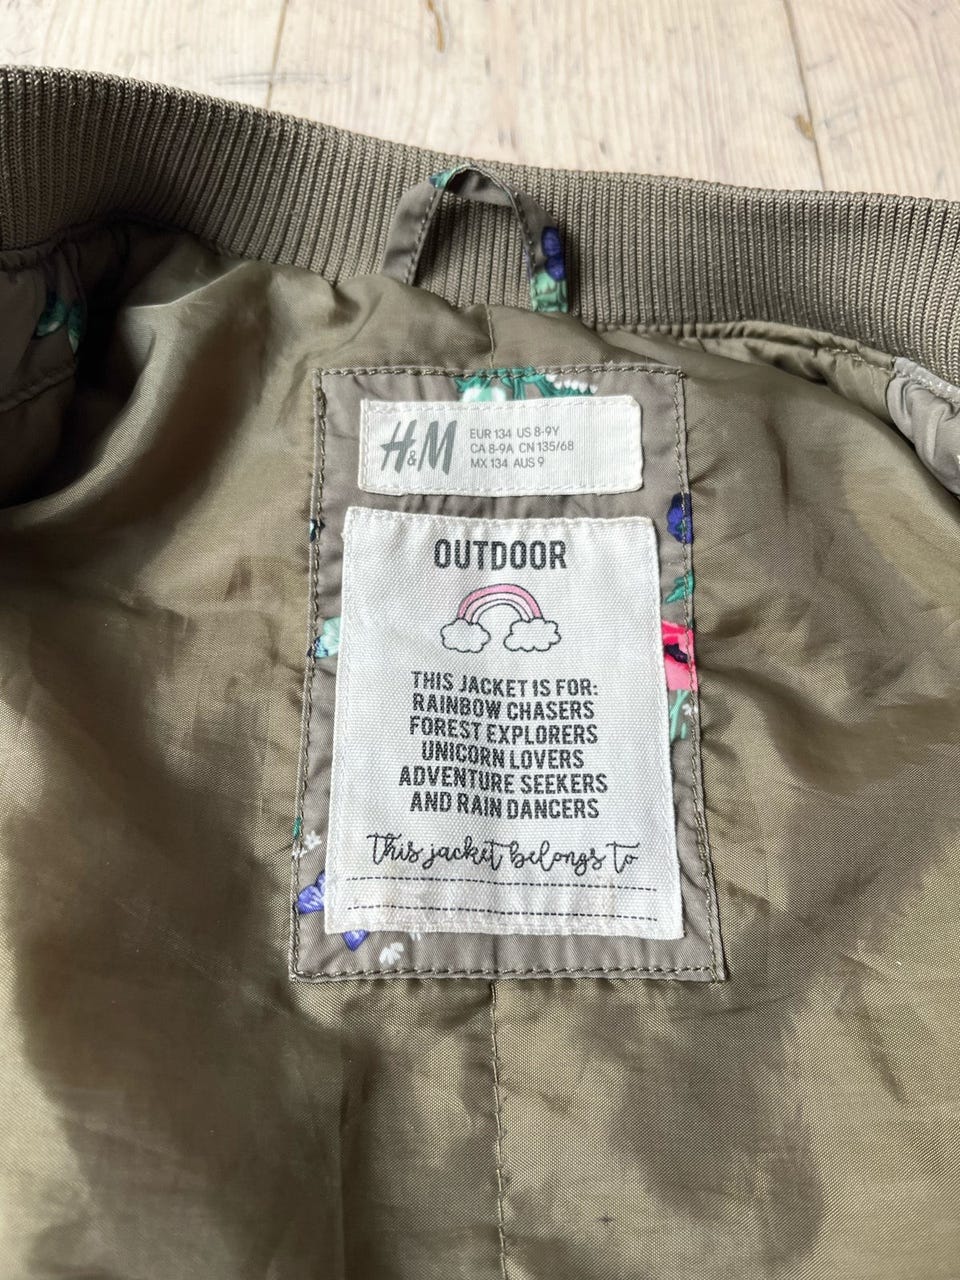 H&M
EUR 134 US 8-9Y
CA 8-9A CN 135/68
MX 134 AUS 9
OUTDOOR
THIS JACKET IS FOR:
RAINBOW CHASERS
FOREST EXPLORERS
UNICORN LOVERS
ADVENTURE SEEKERS
AND RAIN DANCERS
This jacket belongs to